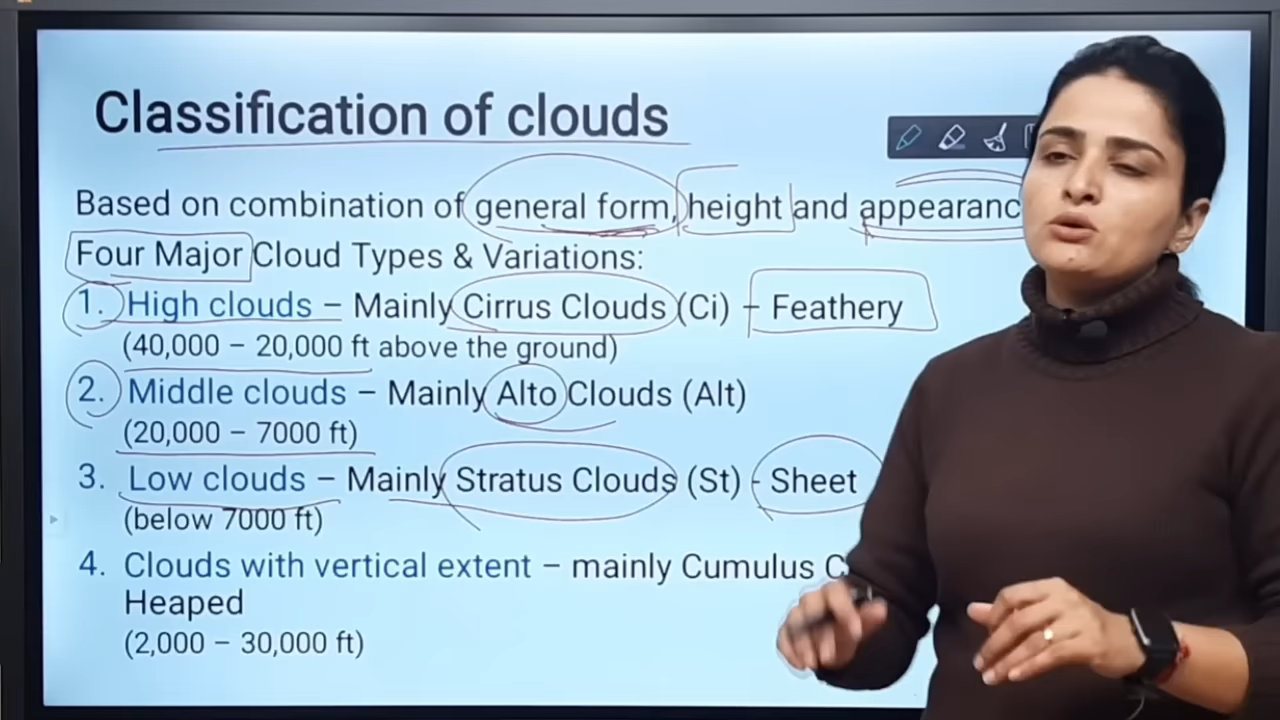 Classification of clouds
Based on combination of general form, height and appearanc
Four Major Cloud Types & Variations:
1. High clouds – Mainly Cirrus Clouds (Ci) – Feathery
(40,000 – 20,000 ft above the ground)
2. Middle clouds – Mainly Alto Clouds (Alt)
(20,000 – 7000 ft)
3. Low clouds – Mainly Stratus Clouds (St) - Sheet
(below 7000 ft)
4. Clouds with vertical extent – mainly Cumulus C
Heaped
(2,000 – 30,000 ft)